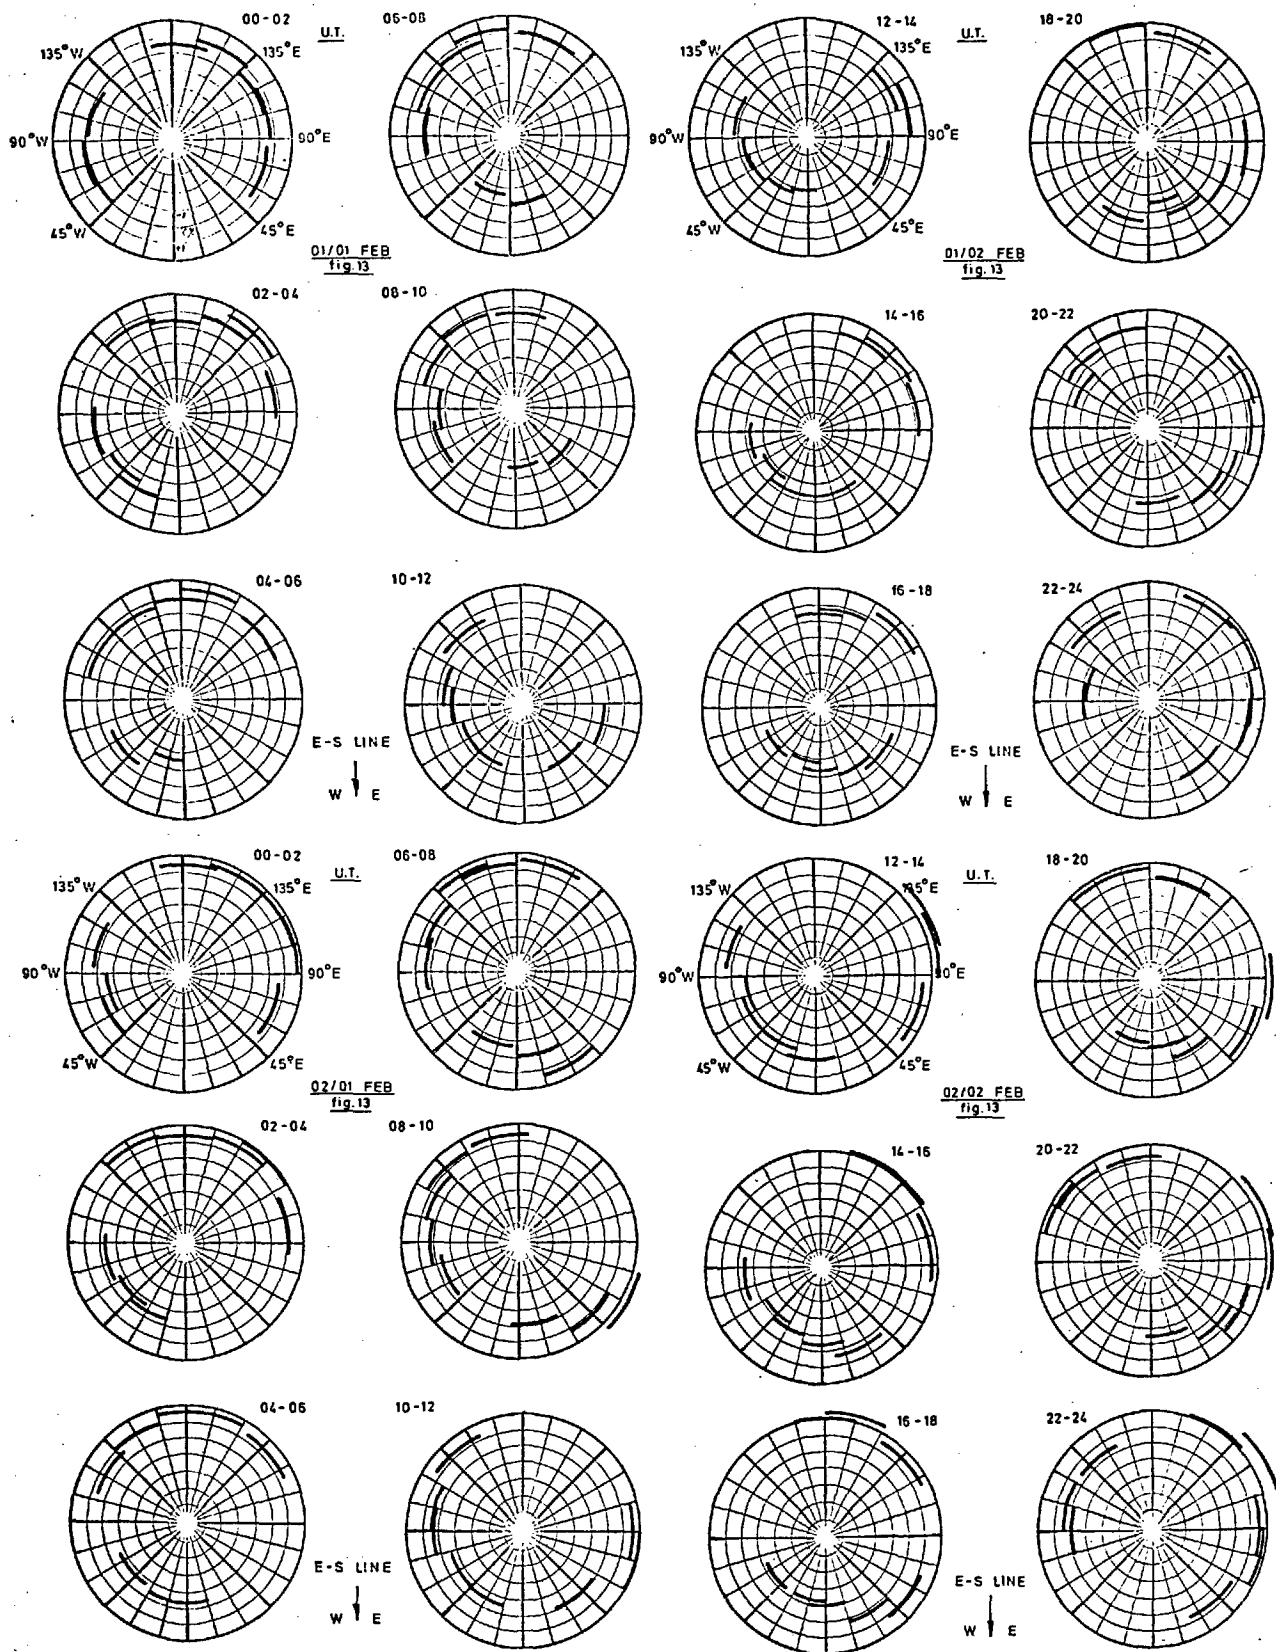 00-02 U.T. 06-08 12-14 U.T. 18-20
135°W 135°E 135°W 135°E
90°W 90°E 90°W 90°E
45°W 45°E 45°W 45°E
01/01 FEB 01/02 FEB
fig.13 fig.13
02-04 08-10 14-16 20-22
04-06 10-12 16-18 22-24
E-S LINE E-S LINE
W E W E
00-02 U.T. 06-08 12-14 U.T. 18-20
135°W 135°E 135°W 135°E
90°W 90°E 90°W 90°E
45°W 45°E 45°W 45°E
02/01 FEB 02/02 FEB
fig.13 fig.13
02-04 08-10 14-16 20-22
04-06 10-12 16-18 22-24
E-S LINE E-S LINE
W E W E